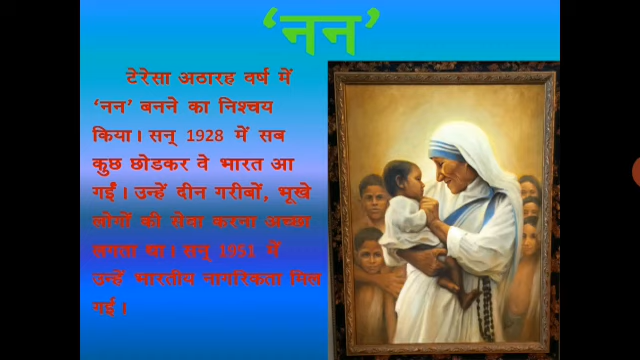 ‘नन’
टेरेसा अठारह वर्ष में
‘नन’ बनने का निश्चय
किया। सन् 1928 में सब
कुछ छोडकर वे भारत आ
गईं। उन्हें दीन गरीबों, भूखे
लोगों की सेवा करना अच्छा
लगता था। सन् 1951 में
उन्हें भारतीय नागरिकता मिल
गई।